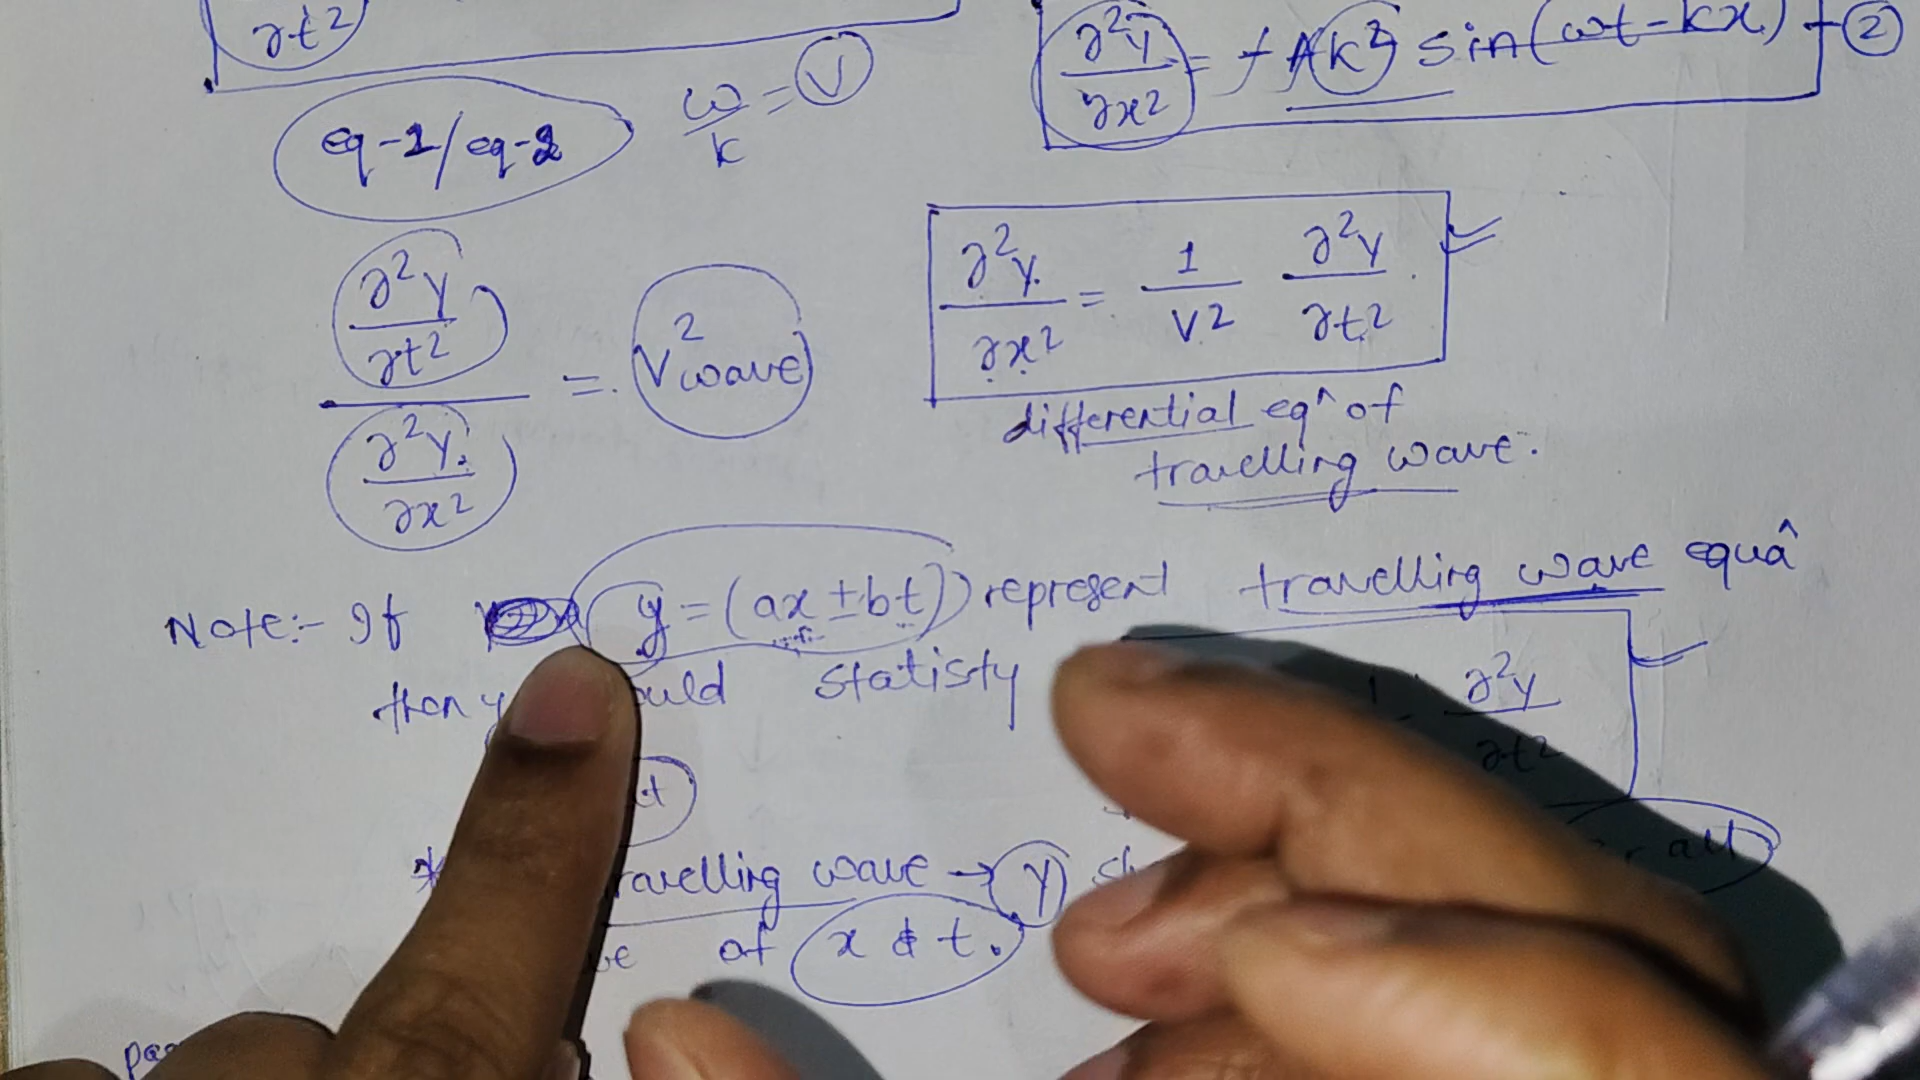 ∂t²
∂²y/∂x² = + Ak² sin(ωt-kx) - ②
eq-1/eq-2
ω/k = V
∂²y/∂t² / ∂²y/∂x² = V²wave
∂²y/∂x² = 1/V² ∂²y/∂t²
differential eq^ of
travelling wave.
Note:- If y = (ax ± bt) represent travelling wave equâ
then statisty
∂²y/∂t²
* travelling wave → y
of x & t.